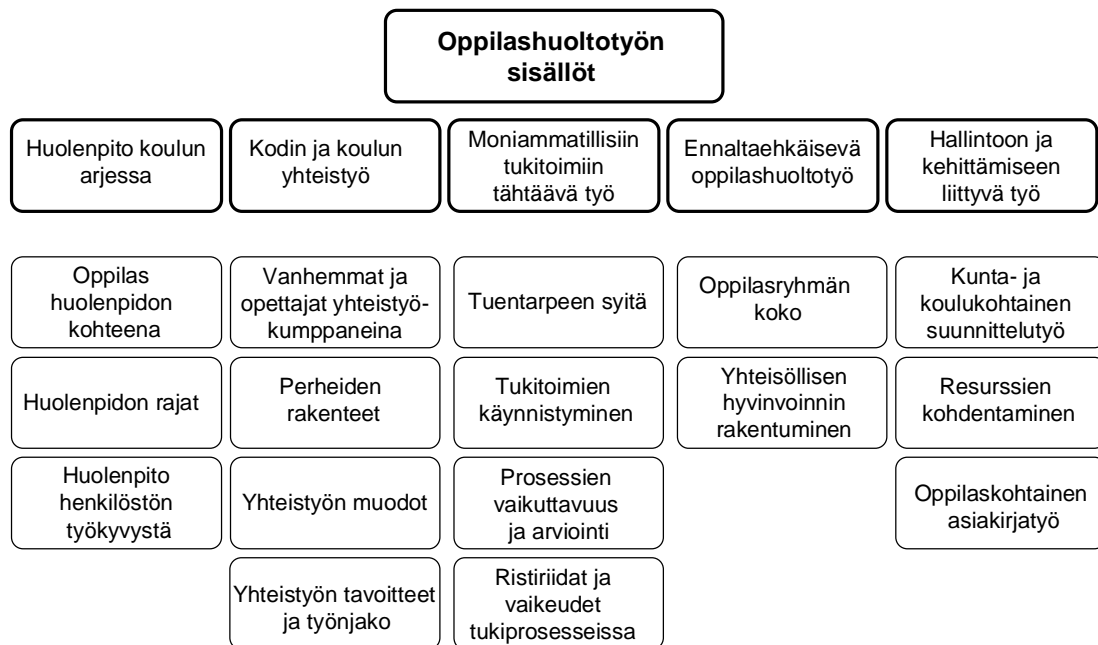 Oppilashuoltotyön
sisällöt
Huolenpito koulun
arjessa
Kodin ja koulun
yhteistyö
Moniammatillisiin
tukitoimiin
tähtäävä työ
Ennaltaehkäisevä
oppilashuoltotyö
Hallintoon ja
kehittämiseen
liittyvä työ
Oppilas
huolenpidon
kohteena
Vanhemmat ja
opettajat yhteistyö-
kumppaneina
Tuentarpeen syitä
Oppilasryhmän
koko
Kunta- ja
koulukohtainen
suunnittelutyö
Huolenpidon rajat
Perheiden
rakenteet
Tukitoimien
käynnistyminen
Yhteisöllisen
hyvinvoinnin
rakentuminen
Resurssien
kohdentaminen
Huolenpito
henkilöstön
työkyvystä
Yhteistyön muodot
Prosessien
vaikuttavuus
ja arviointi
Oppilaskohtainen
asiakirjatyö
Yhteistyön tavoitteet
ja työnjako
Ristiriidat ja
vaikeudet
tukiprosesseissa